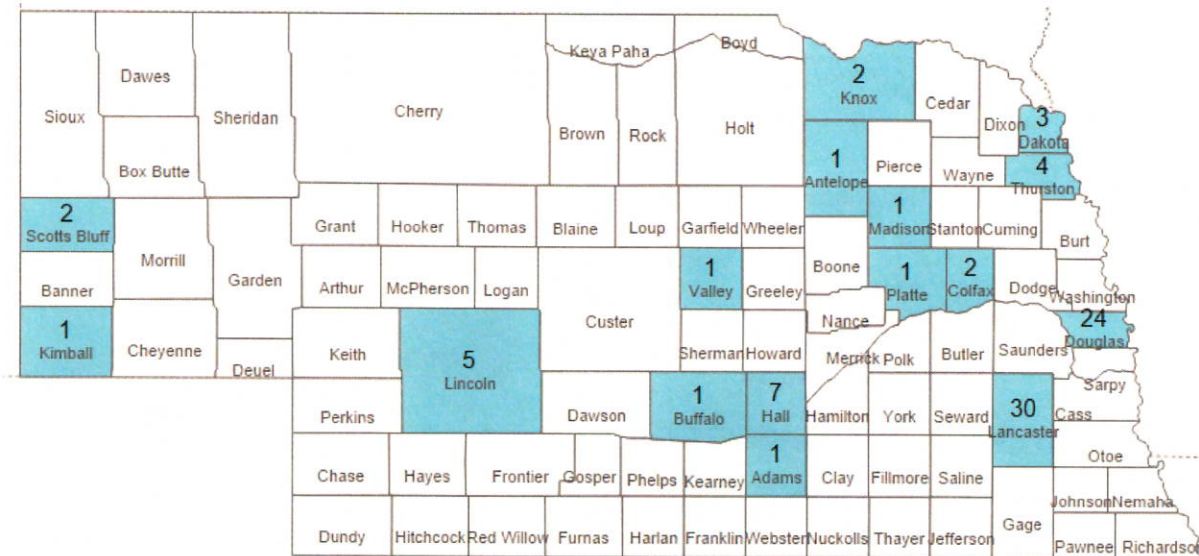 Boyd
Keya Paha
2
Knox
Dawes
Cedar
Sioux
Sheridan
Cherry
Brown
Rock
Holt
3
Dixon
Dakota
Box Butte
1
Antelope
Pierce
Wayne
4
Thurston
2
Scotts Bluff
Grant
Hooker
Thomas
Blaine
Loup
Garfield
Wheeler
1
Madison
Stanton
Cuming
Burt
Morrill
Garden
Banner
Arthur
McPherson
Logan
1
Valley
Greeley
Boone
1
Platte
2
Colfax
Dodge
Washington
Custer
Nance
24
Douglas
1
Kimball
Cheyenne
Deuel
Keith
5
Lincoln
Sherman
Howard
Merrick
Polk
Butler
Saunders
Sarpy
Perkins
Dawson
1
Buffalo
7
Hall
Hamilton
York
Seward
30
Lancaster
Cass
Otoe
Chase
Hayes
Frontier
Gosper
Phelps
Kearney
1
Adams
Clay
Fillmore
Saline
Johnson
Nemaha
Dundy
Hitchcock
Red Willow
Furnas
Harlan
Franklin
Webster
Nuckolls
Thayer
Jefferson
Gage
Pawnee
Richardson